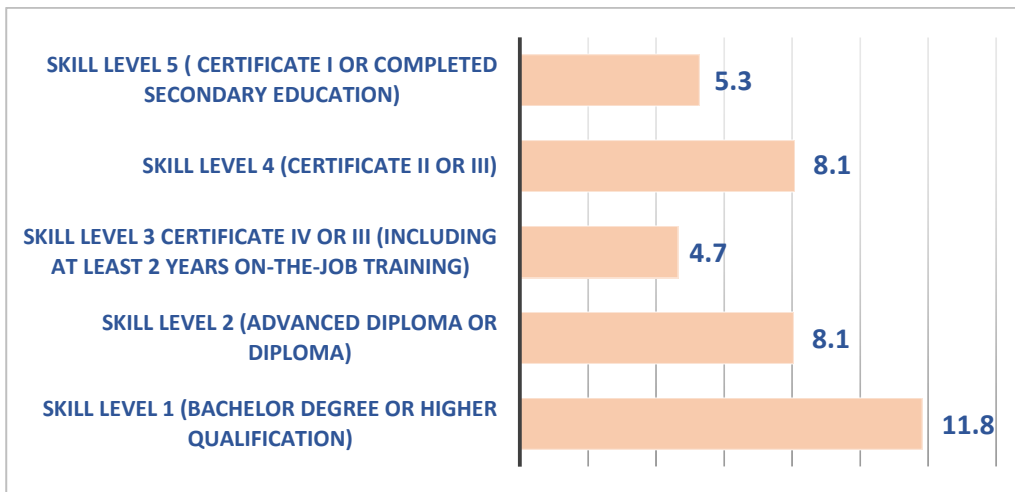 SKILL LEVEL 5 ( CERTIFICATE I OR COMPLETED
SECONDARY EDUCATION)
5.3
SKILL LEVEL 4 (CERTIFICATE II OR III)
8.1
SKILL LEVEL 3 CERTIFICATE IV OR III (INCLUDING
AT LEAST 2 YEARS ON-THE-JOB TRAINING)
4.7
SKILL LEVEL 2 (ADVANCED DIPLOMA OR
DIPLOMA)
8.1
SKILL LEVEL 1 (BACHELOR DEGREE OR HIGHER
QUALIFICATION)
11.8